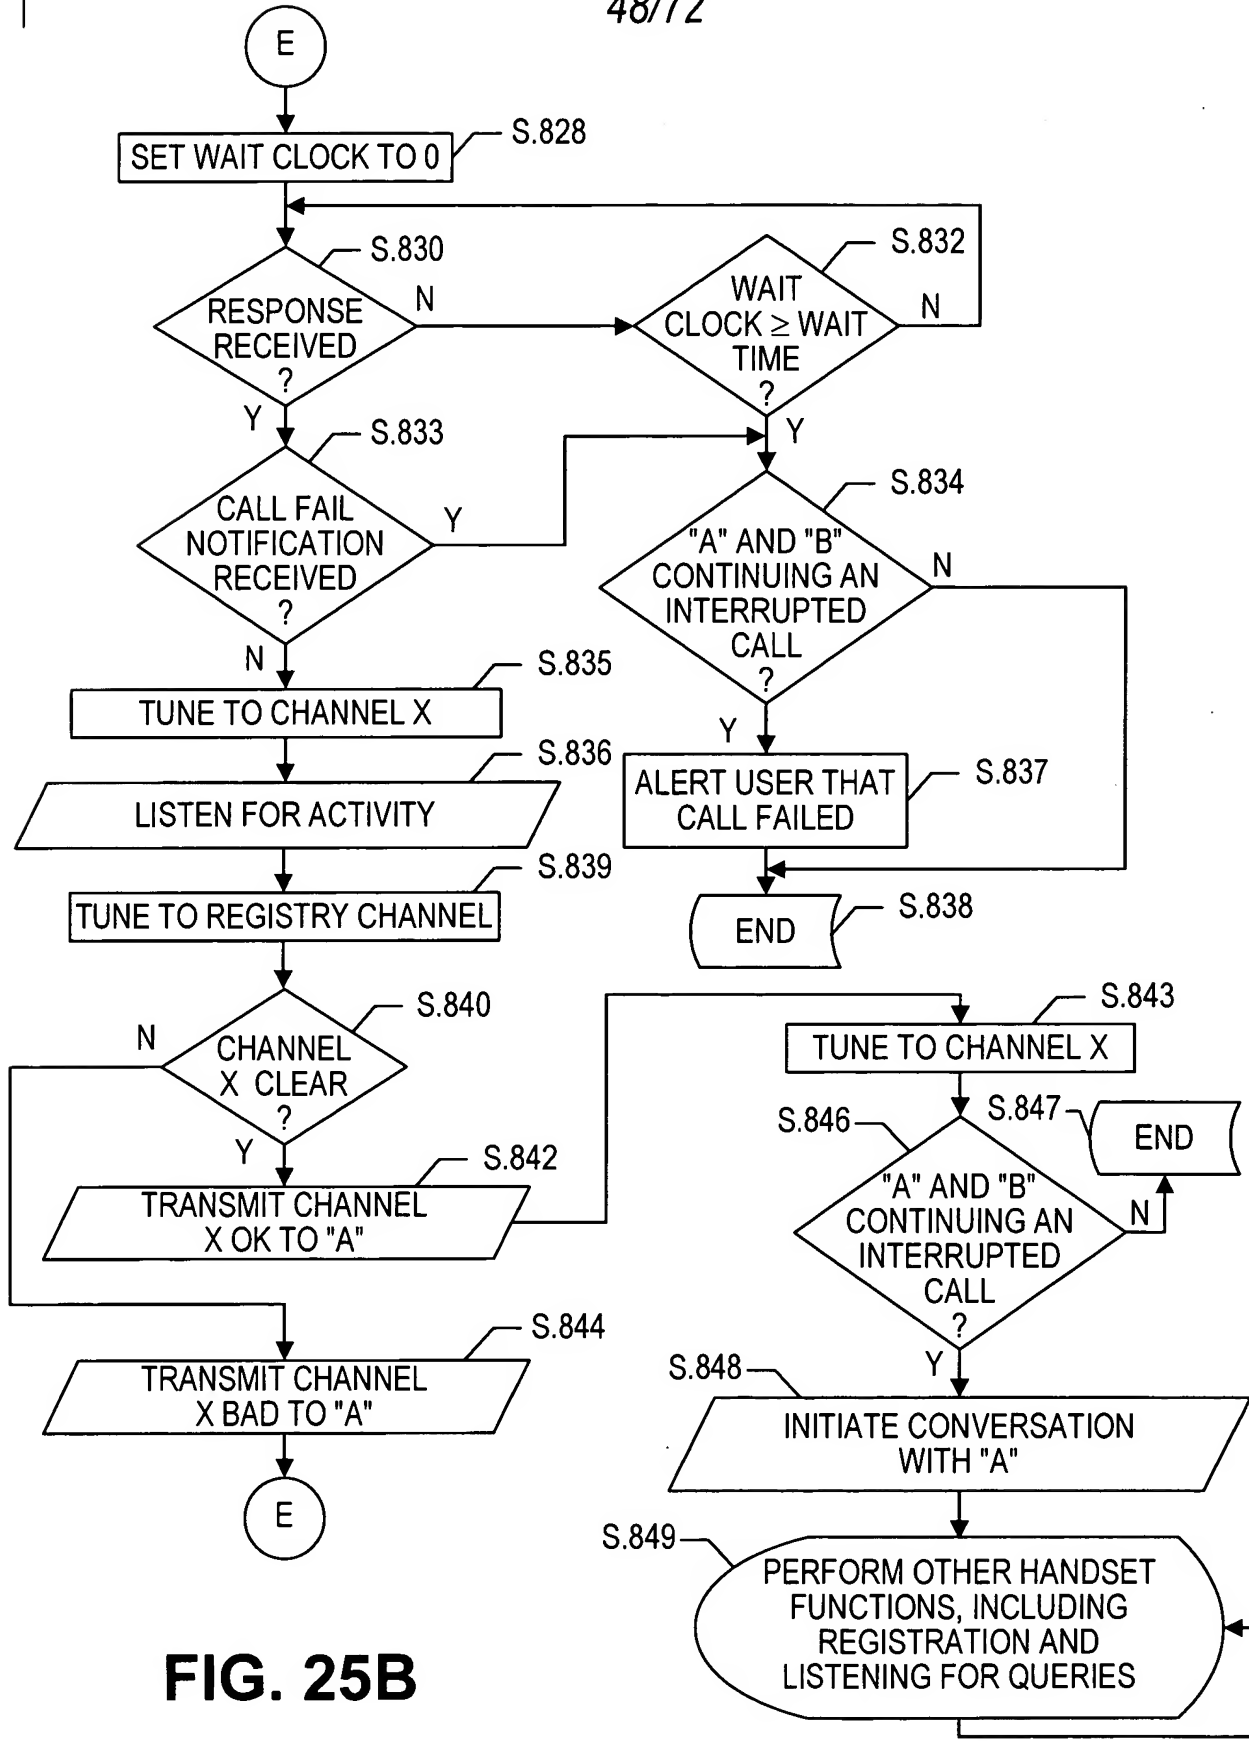 48/72
E
SET WAIT CLOCK TO 0
S.828
S.830
RESPONSE
RECEIVED
?
N
Y
S.832
WAIT
CLOCK ≥ WAIT
TIME
?
N
Y
S.833
CALL FAIL
NOTIFICATION
RECEIVED
?
Y
N
S.834
"A" AND "B"
CONTINUING AN
INTERRUPTED
CALL
?
N
Y
S.835
TUNE TO CHANNEL X
S.836
LISTEN FOR ACTIVITY
S.837
ALERT USER THAT
CALL FAILED
S.839
TUNE TO REGISTRY CHANNEL
S.838
END
S.840
CHANNEL
X CLEAR
?
N
Y
S.842
TRANSMIT CHANNEL
X OK TO "A"
S.843
TUNE TO CHANNEL X
S.846
"A" AND "B"
CONTINUING AN
INTERRUPTED
CALL
?
N
Y
S.847
END
S.844
TRANSMIT CHANNEL
X BAD TO "A"
E
S.848
INITIATE CONVERSATION
WITH "A"
S.849
PERFORM OTHER HANDSET
FUNCTIONS, INCLUDING
REGISTRATION AND
LISTENING FOR QUERIES
FIG. 25B